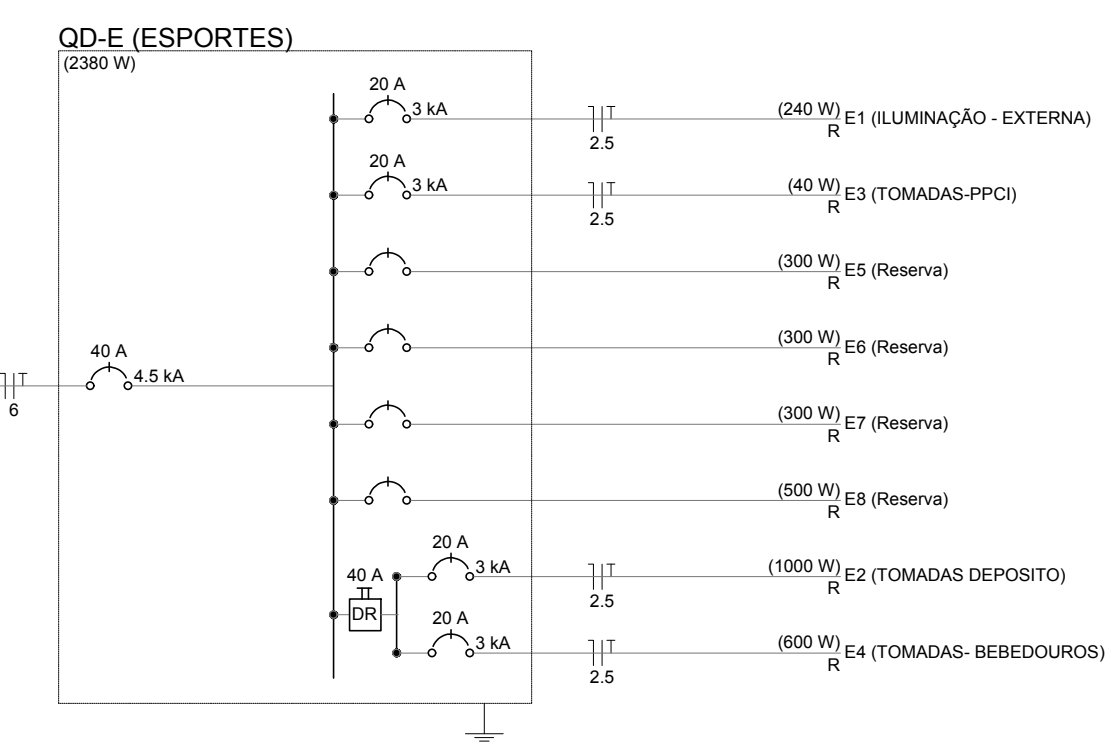 QD-E (ESPORTES)
(2380 W)
20 A
3 kA
2.5
(240 W)
R
E1 (ILUMINAÇÃO - EXTERNA)
20 A
3 kA
2.5
(40 W)
R
E3 (TOMADAS-PPCI)
(300 W)
R
E5 (Reserva)
(300 W)
R
E6 (Reserva)
40 A
4.5 kA
6
(300 W)
R
E7 (Reserva)
(500 W)
R
E8 (Reserva)
40 A
DR
20 A
3 kA
2.5
(1000 W)
R
E2 (TOMADAS DEPOSITO)
20 A
3 kA
2.5
(600 W)
R
E4 (TOMADAS- BEBEDOUROS)